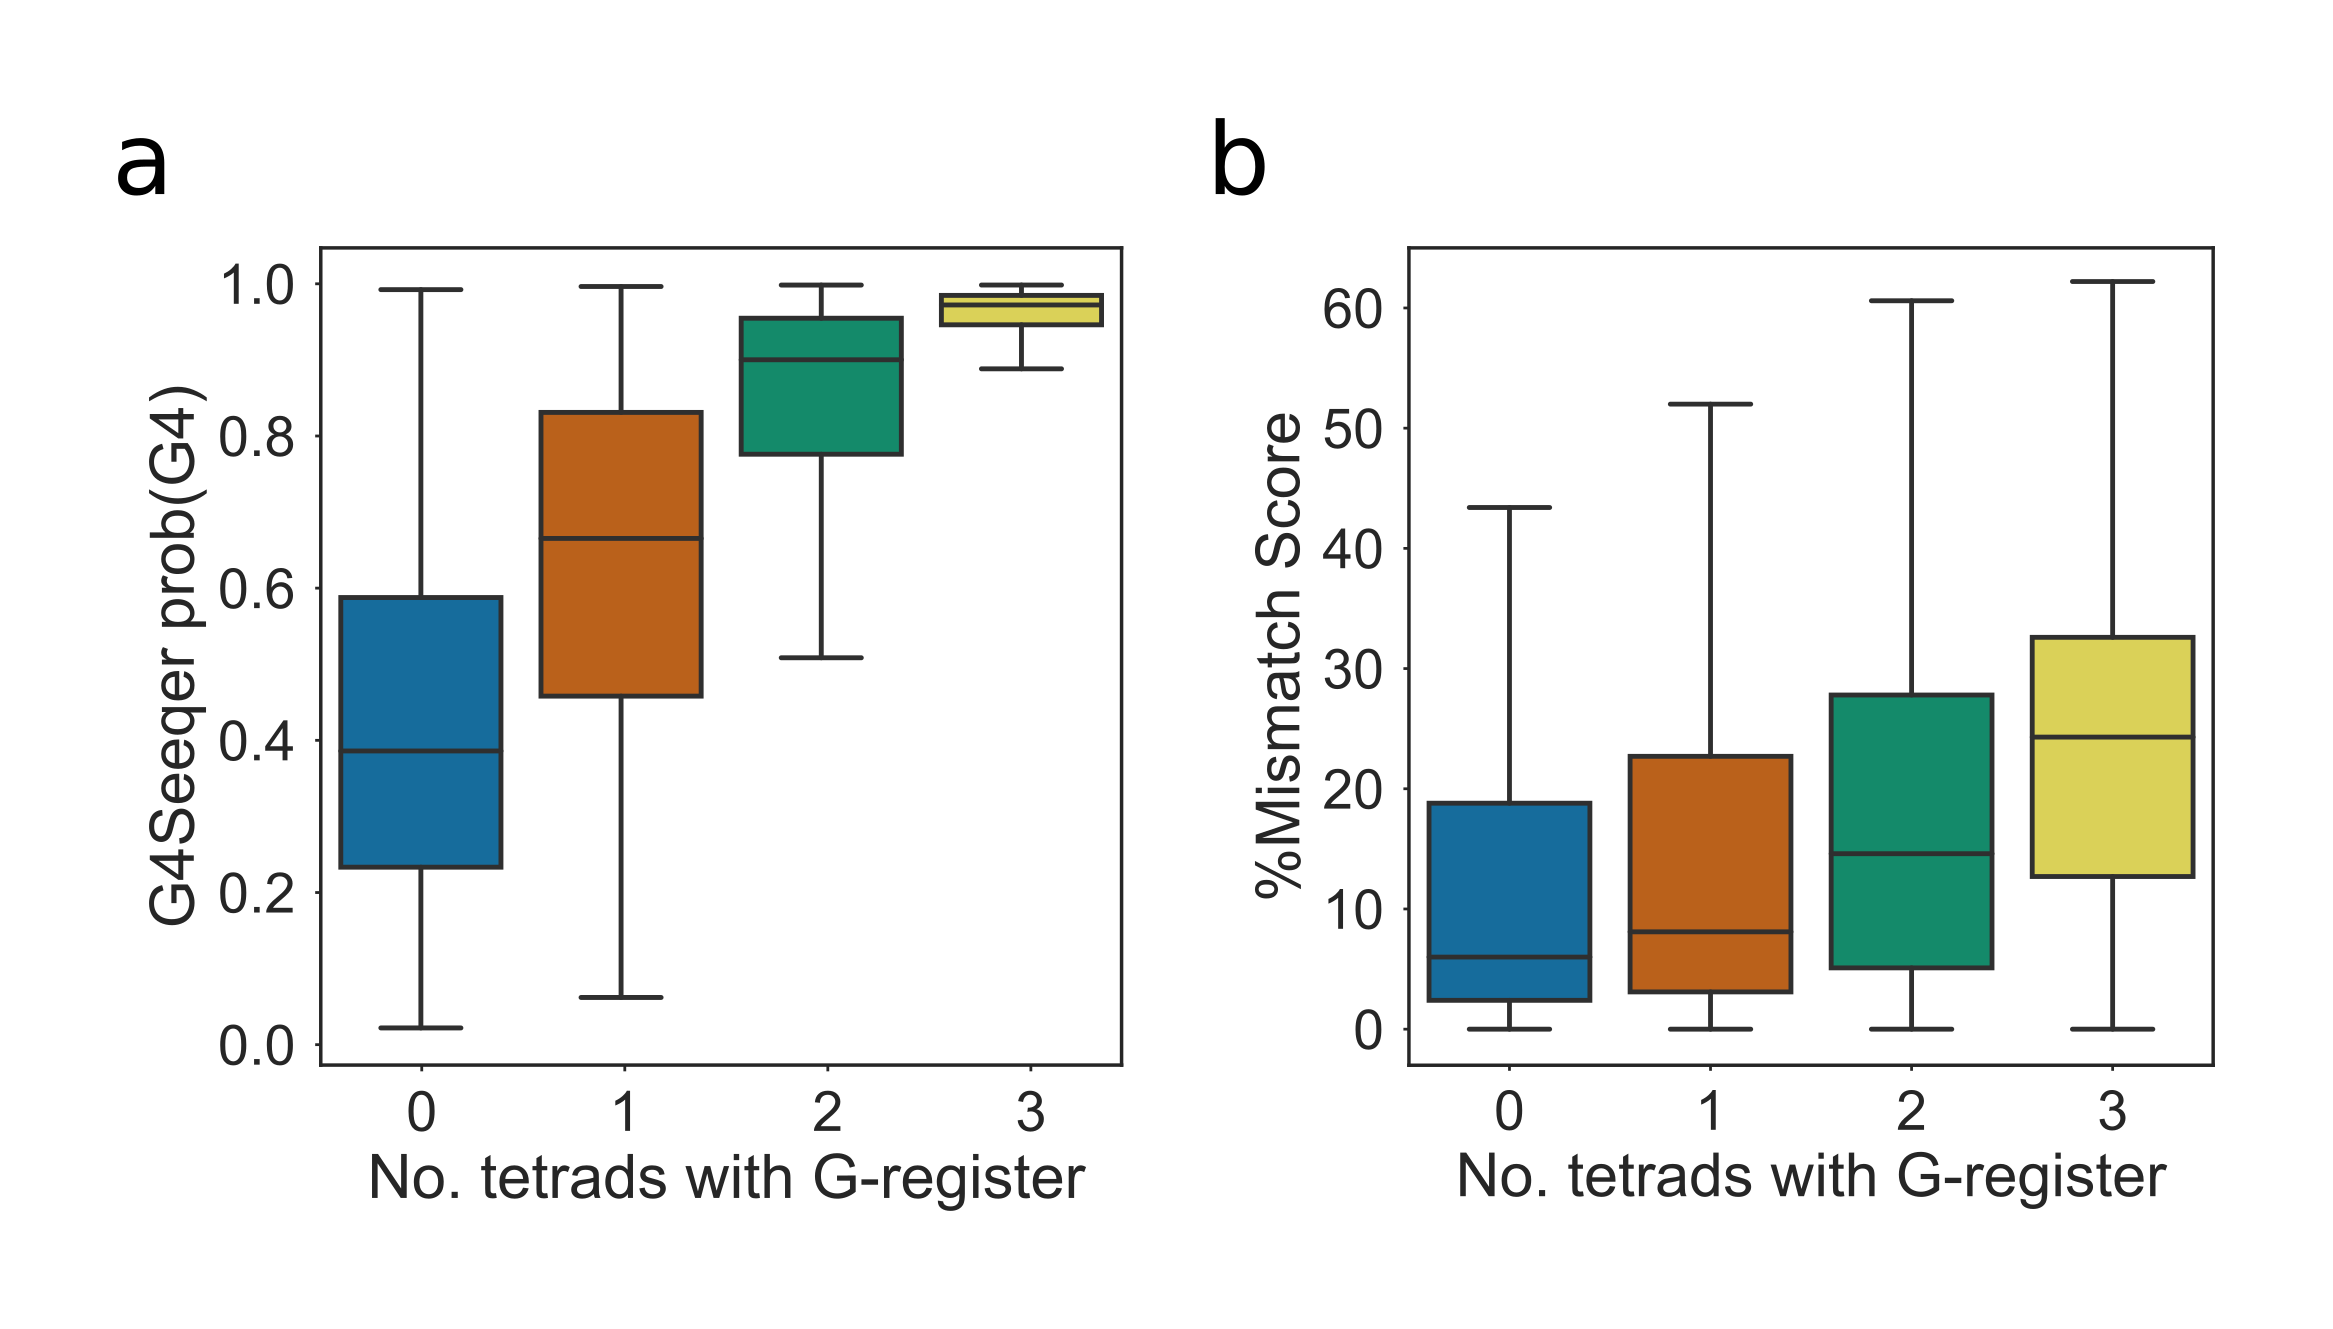 a
G4Seeqer prob(G4)
1.0
0.8
0.6
0.4
0.2
0.0
0 1 2 3
No. tetrads with G-register
b
%Mismatch Score
60
50
40
30
20
10
0
0 1 2 3
No. tetrads with G-register